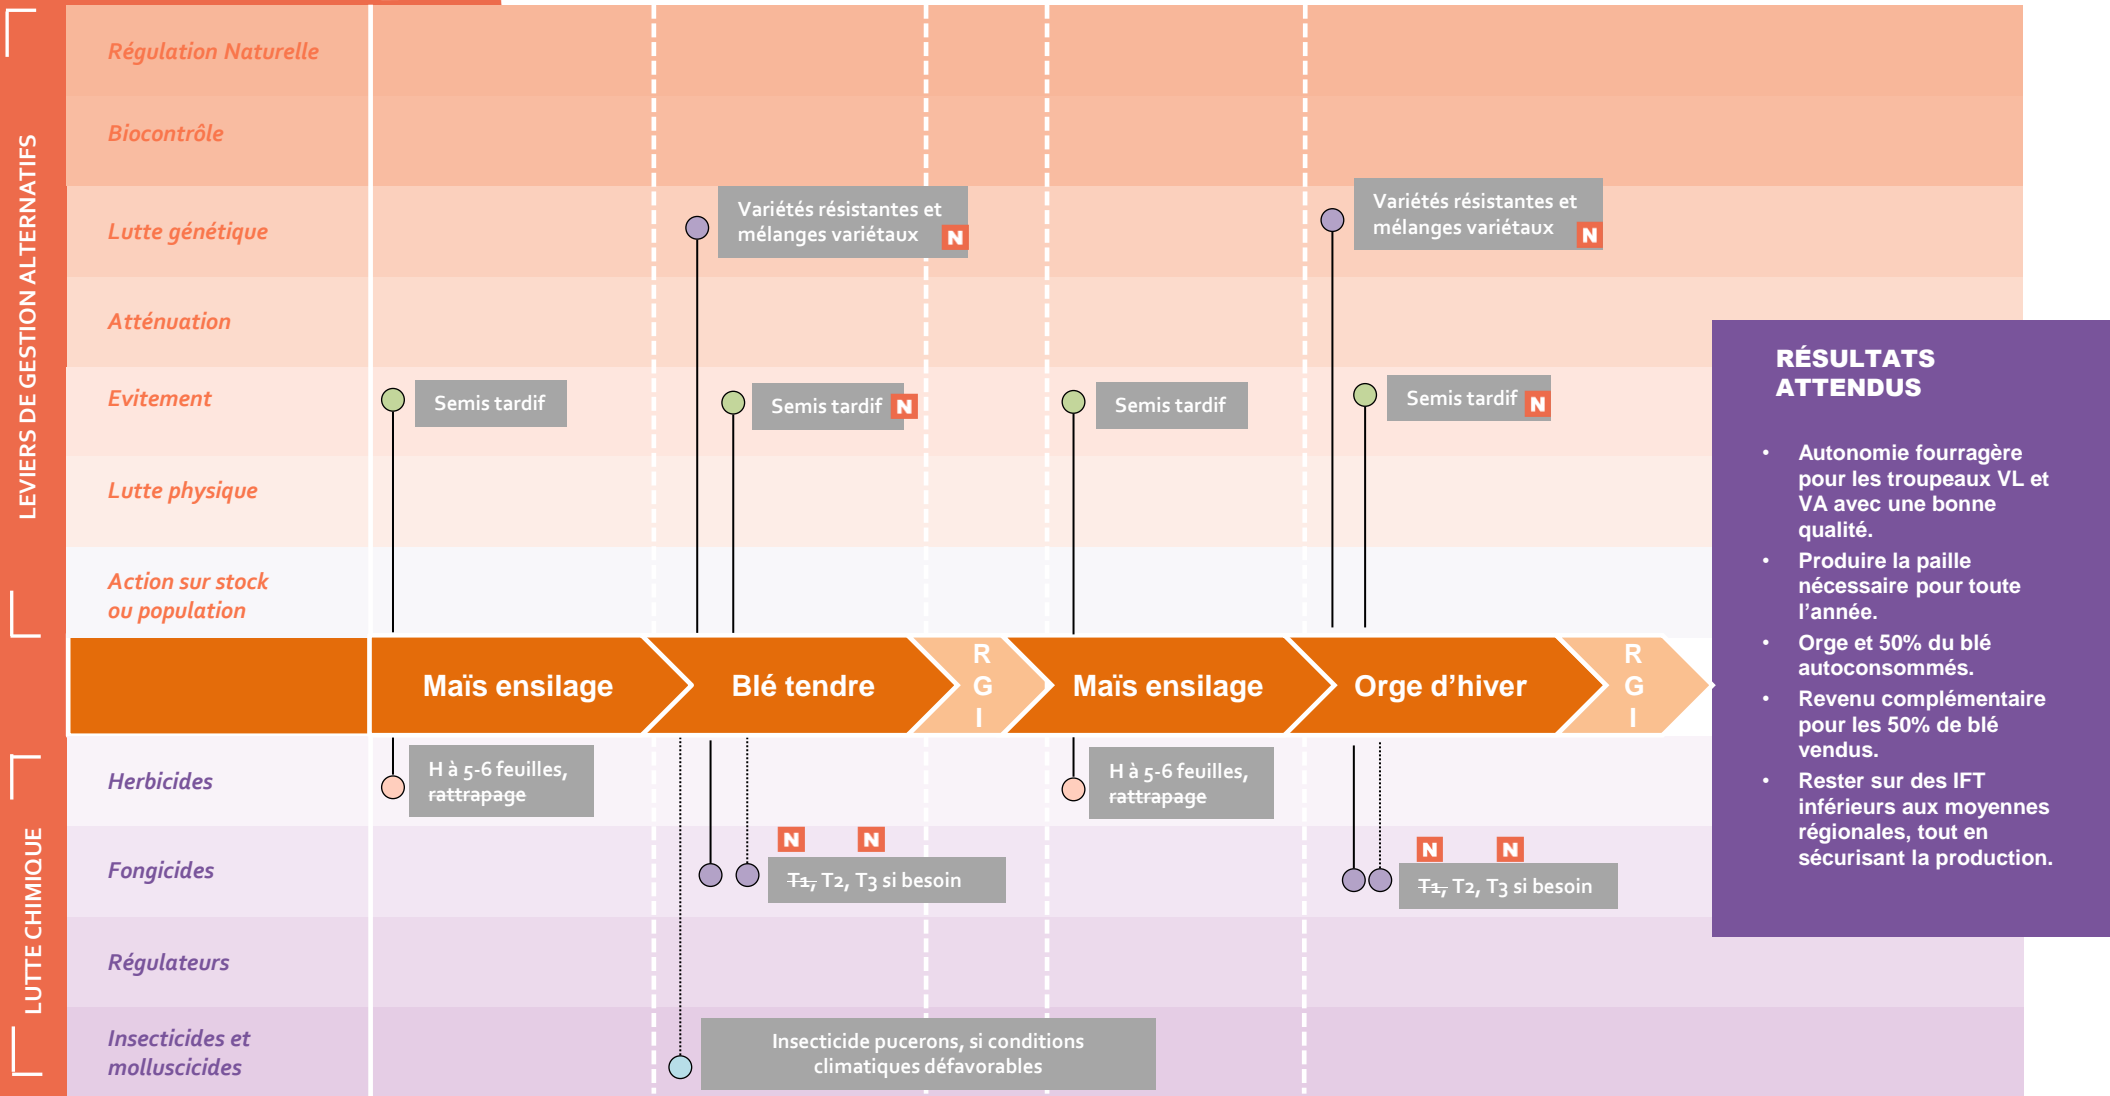 LEVIERS DE GESTION ALTERNATIFS
Régulation Naturelle
Biocontrôle
Lutte génétique
Variétés résistantes et
mélanges variétaux
N
Variétés résistantes et
mélanges variétaux
N
Atténuation
Evitement
Semis tardif
Semis tardif
N
Semis tardif
Semis tardif
N
Lutte physique
Action sur stock
ou population
Maïs ensilage
Blé tendre
R
G
I
Maïs ensilage
Orge d’hiver
R
G
I
LUTTE CHIMIQUE
Herbicides
H à 5-6 feuilles,
rattrapage
H à 5-6 feuilles,
rattrapage
Fongicides
N
N
T1, T2, T3 si besoin
N
N
T1, T2, T3 si besoin
Régulateurs
Insecticides et
molluscicides
Insecticide pucerons, si conditions
climatiques défavorables
RÉSULTATS
ATTENDUS
• Autonomie fourragère
pour les troupeaux VL et
VA avec une bonne
qualité.
• Produire la paille
nécessaire pour toute
l’année.
• Orge et 50% du blé
autoconsommés.
• Revenu complémentaire
pour les 50% de blé
vendus.
• Rester sur des IFT
inférieurs aux moyennes
régionales, tout en
sécurisant la production.